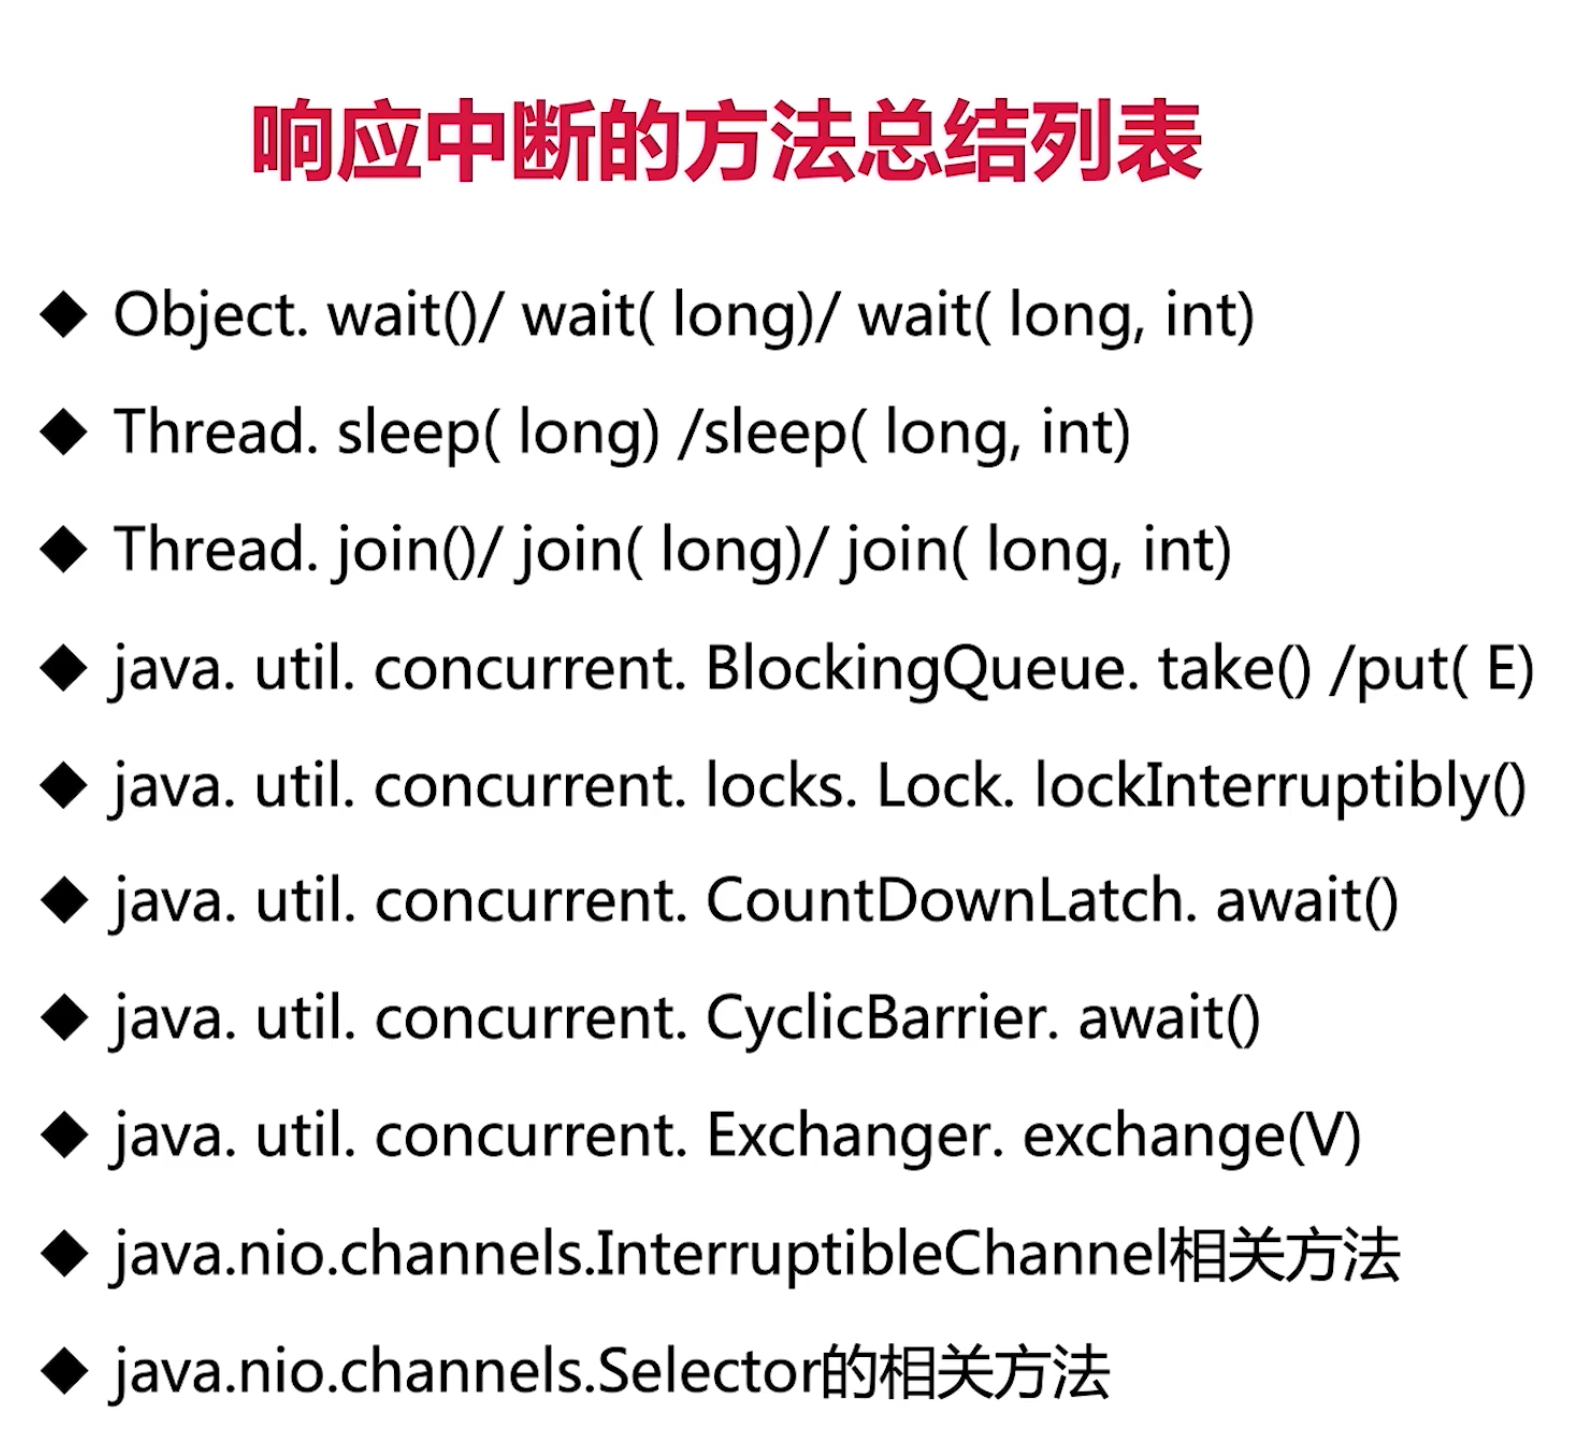 响应中断的方法总结列表
◆ Object. wait()/ wait( long)/ wait( long, int)
◆ Thread. sleep( long) /sleep( long, int)
◆ Thread. join()/ join( long)/ join( long, int)
◆ java. util. concurrent. BlockingQueue. take() /put( E)
◆ java. util. concurrent. locks. Lock. lockInterruptibly()
◆ java. util. concurrent. CountDownLatch. await()
◆ java. util. concurrent. CyclicBarrier. await()
◆ java. util. concurrent. Exchanger. exchange(V)
◆ java.nio.channels.InterruptibleChannel相关方法
◆ java.nio.channels.Selector的相关方法